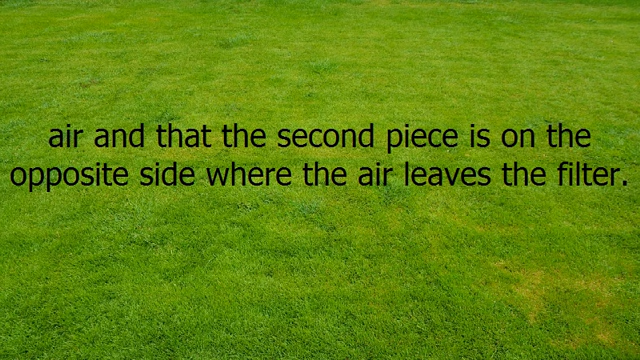 air and that the second piece is on the
opposite side where the air leaves the filter.